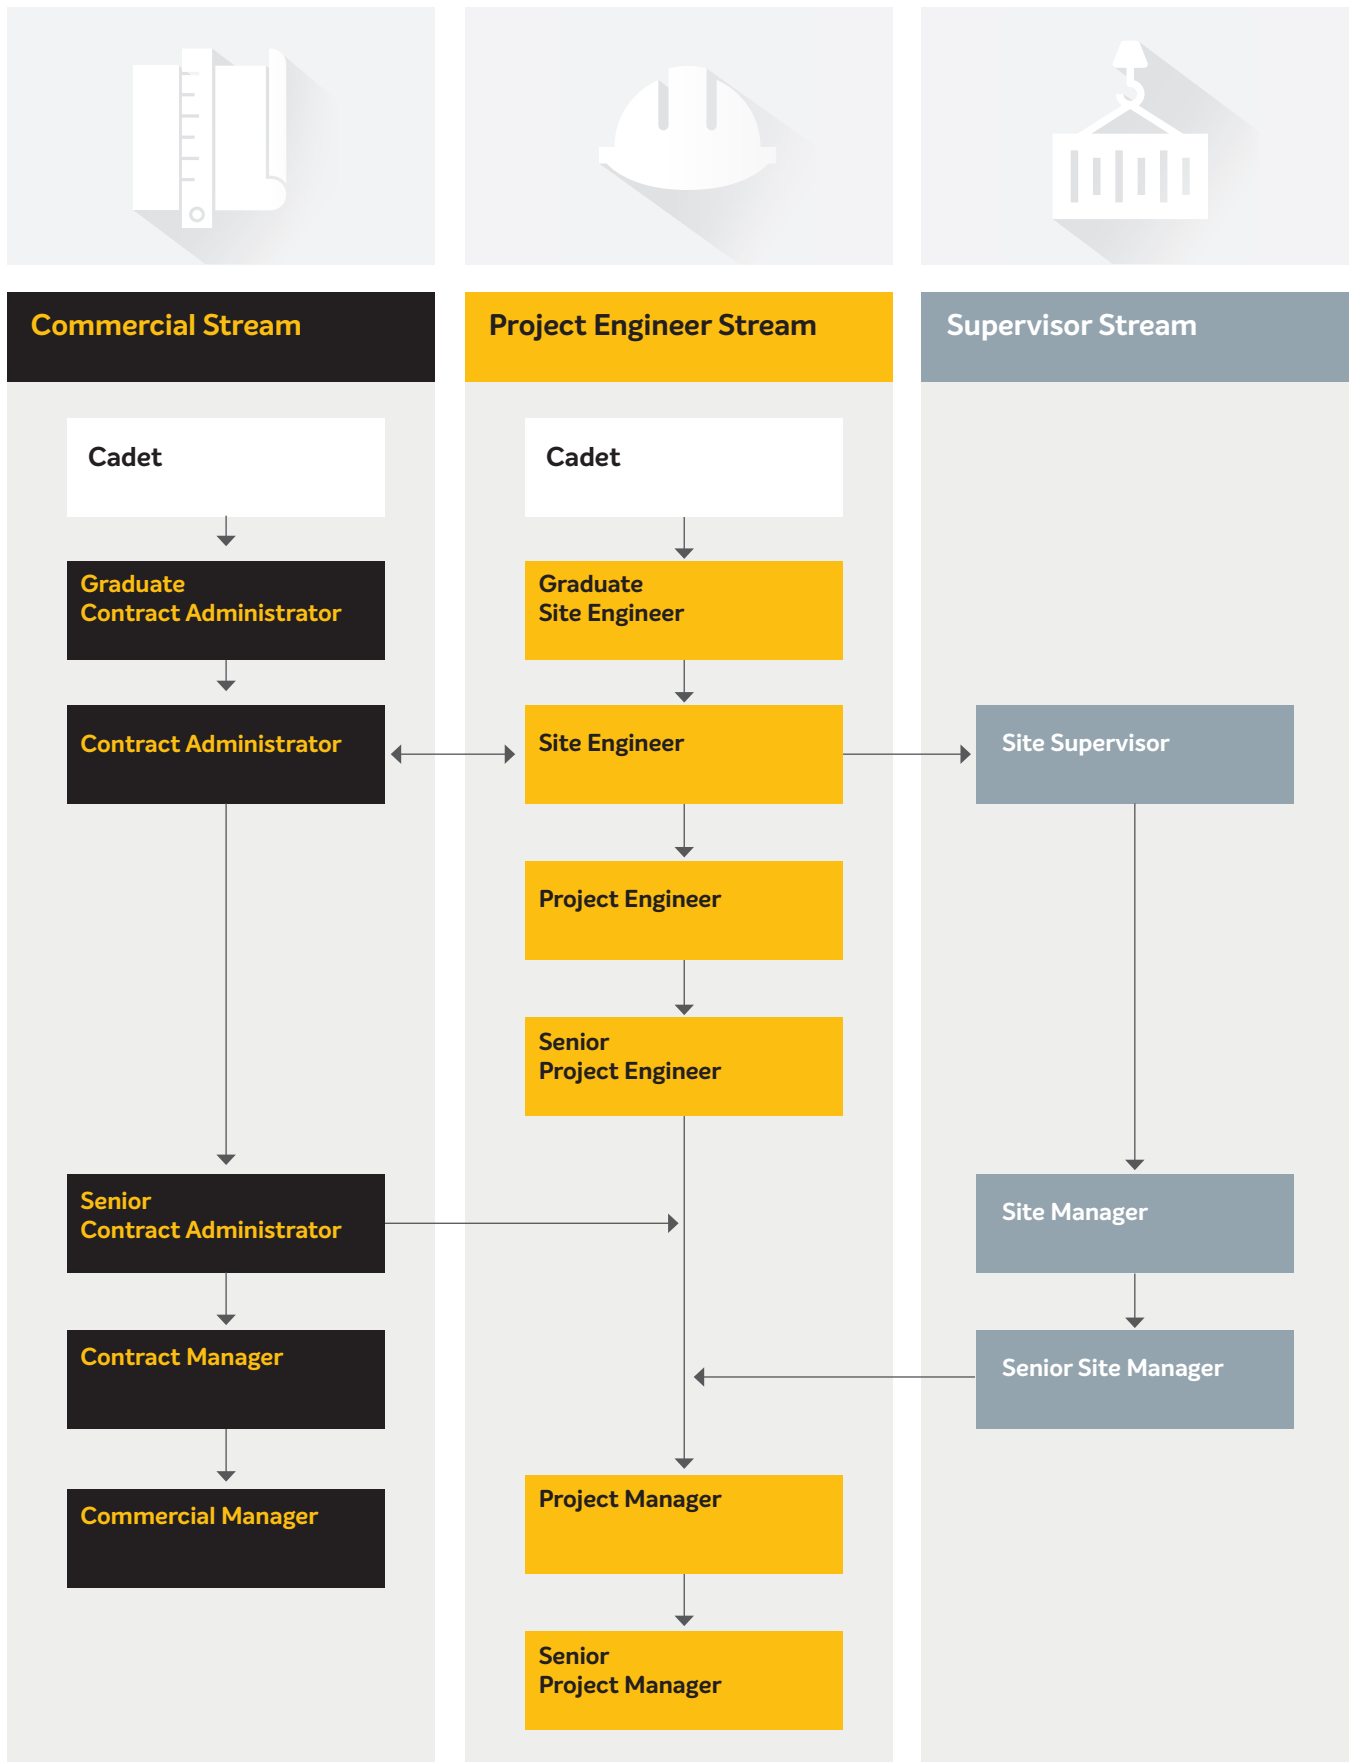 Commercial Stream
Cadet
Graduate
Contract Administrator
Contract Administrator
Senior
Contract Administrator
Contract Manager
Commercial Manager
Project Engineer Stream
Cadet
Graduate
Site Engineer
Site Engineer
Project Engineer
Senior
Project Engineer
Project Manager
Senior
Project Manager
Supervisor Stream
Site Supervisor
Site Manager
Senior Site Manager